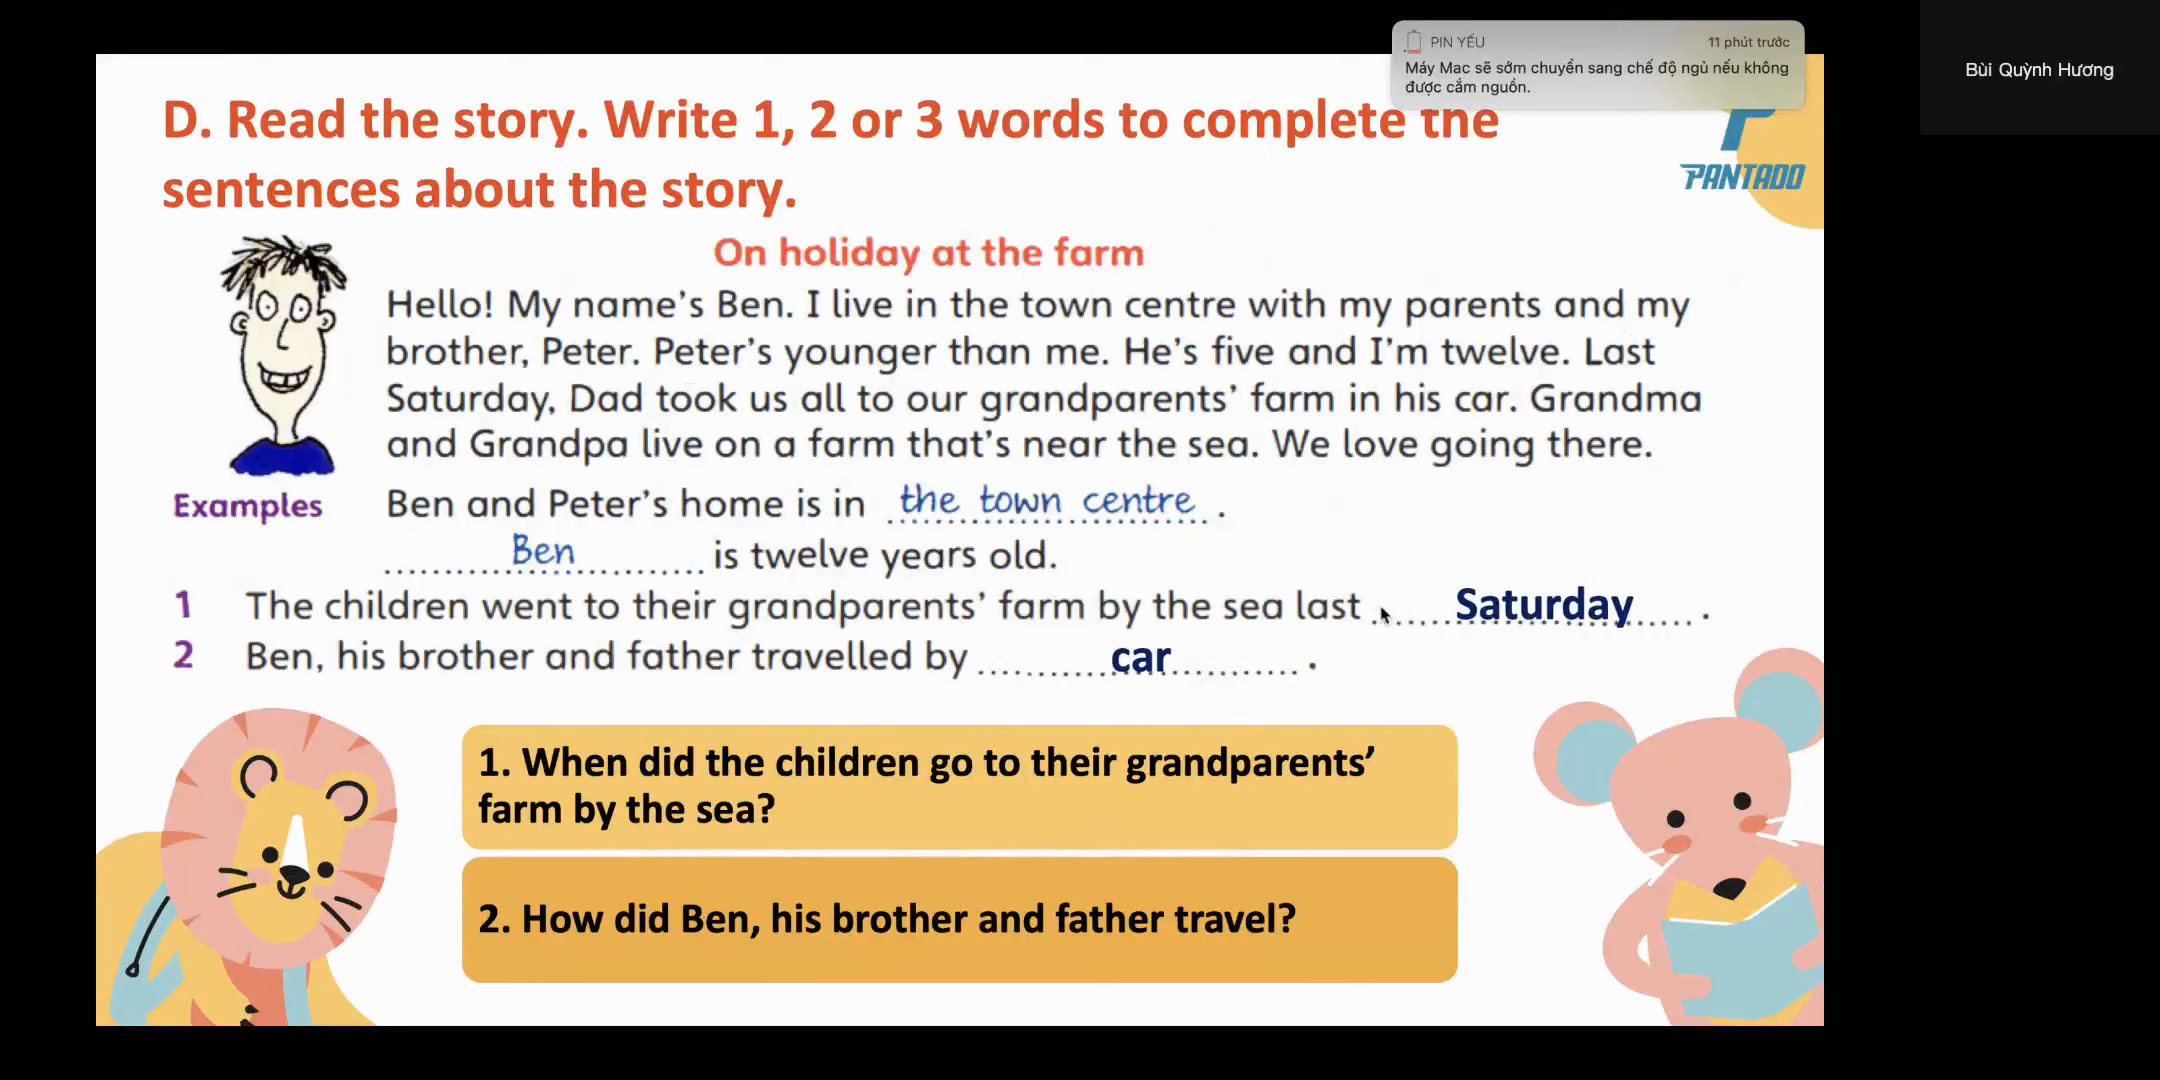 PIN YẾU
11 phút trước
Máy Mac sẽ sớm chuyển sang chế độ ngủ nếu không
được cắm nguồn.
Bùi Quỳnh Hương
D. Read the story. Write 1, 2 or 3 words to complete the
sentences about the story.
PANTADO
On holiday at the farm
Hello! My name's Ben. I live in the town centre with my parents and my
brother, Peter. Peter's younger than me. He's five and I'm twelve. Last
Saturday, Dad took us all to our grandparents' farm in his car. Grandma
and Grandpa live on a farm that's near the sea. We love going there.
Examples Ben and Peter's home is in the town centre .
Ben is twelve years old.
1 The children went to their grandparents' farm by the sea last Saturday .
2 Ben, his brother and father travelled by car .
1. When did the children go to their grandparents’
farm by the sea?
2. How did Ben, his brother and father travel?